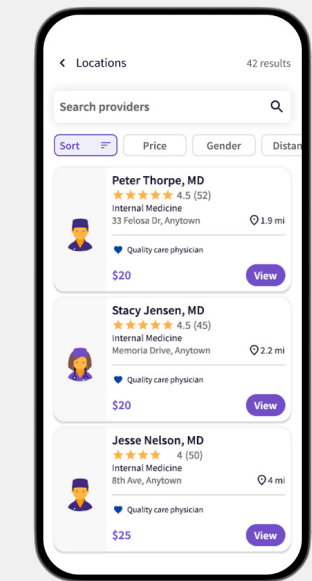 Locations
42 results
Search providers
Sort
Price
Gender
Distan
Peter Thorpe, MD
4.5 (52)
Internal Medicine
33 Felosa Dr, Anytown
1.9 mi
Quality care physician
$20
View
Stacy Jensen, MD
4.5 (45)
Internal Medicine
Memoria Drive, Anytown
2.2 mi
Quality care physician
$20
View
Jesse Nelson, MD
4 (50)
Internal Medicine
8th Ave, Anytown
4 mi
Quality care physician
$25
View